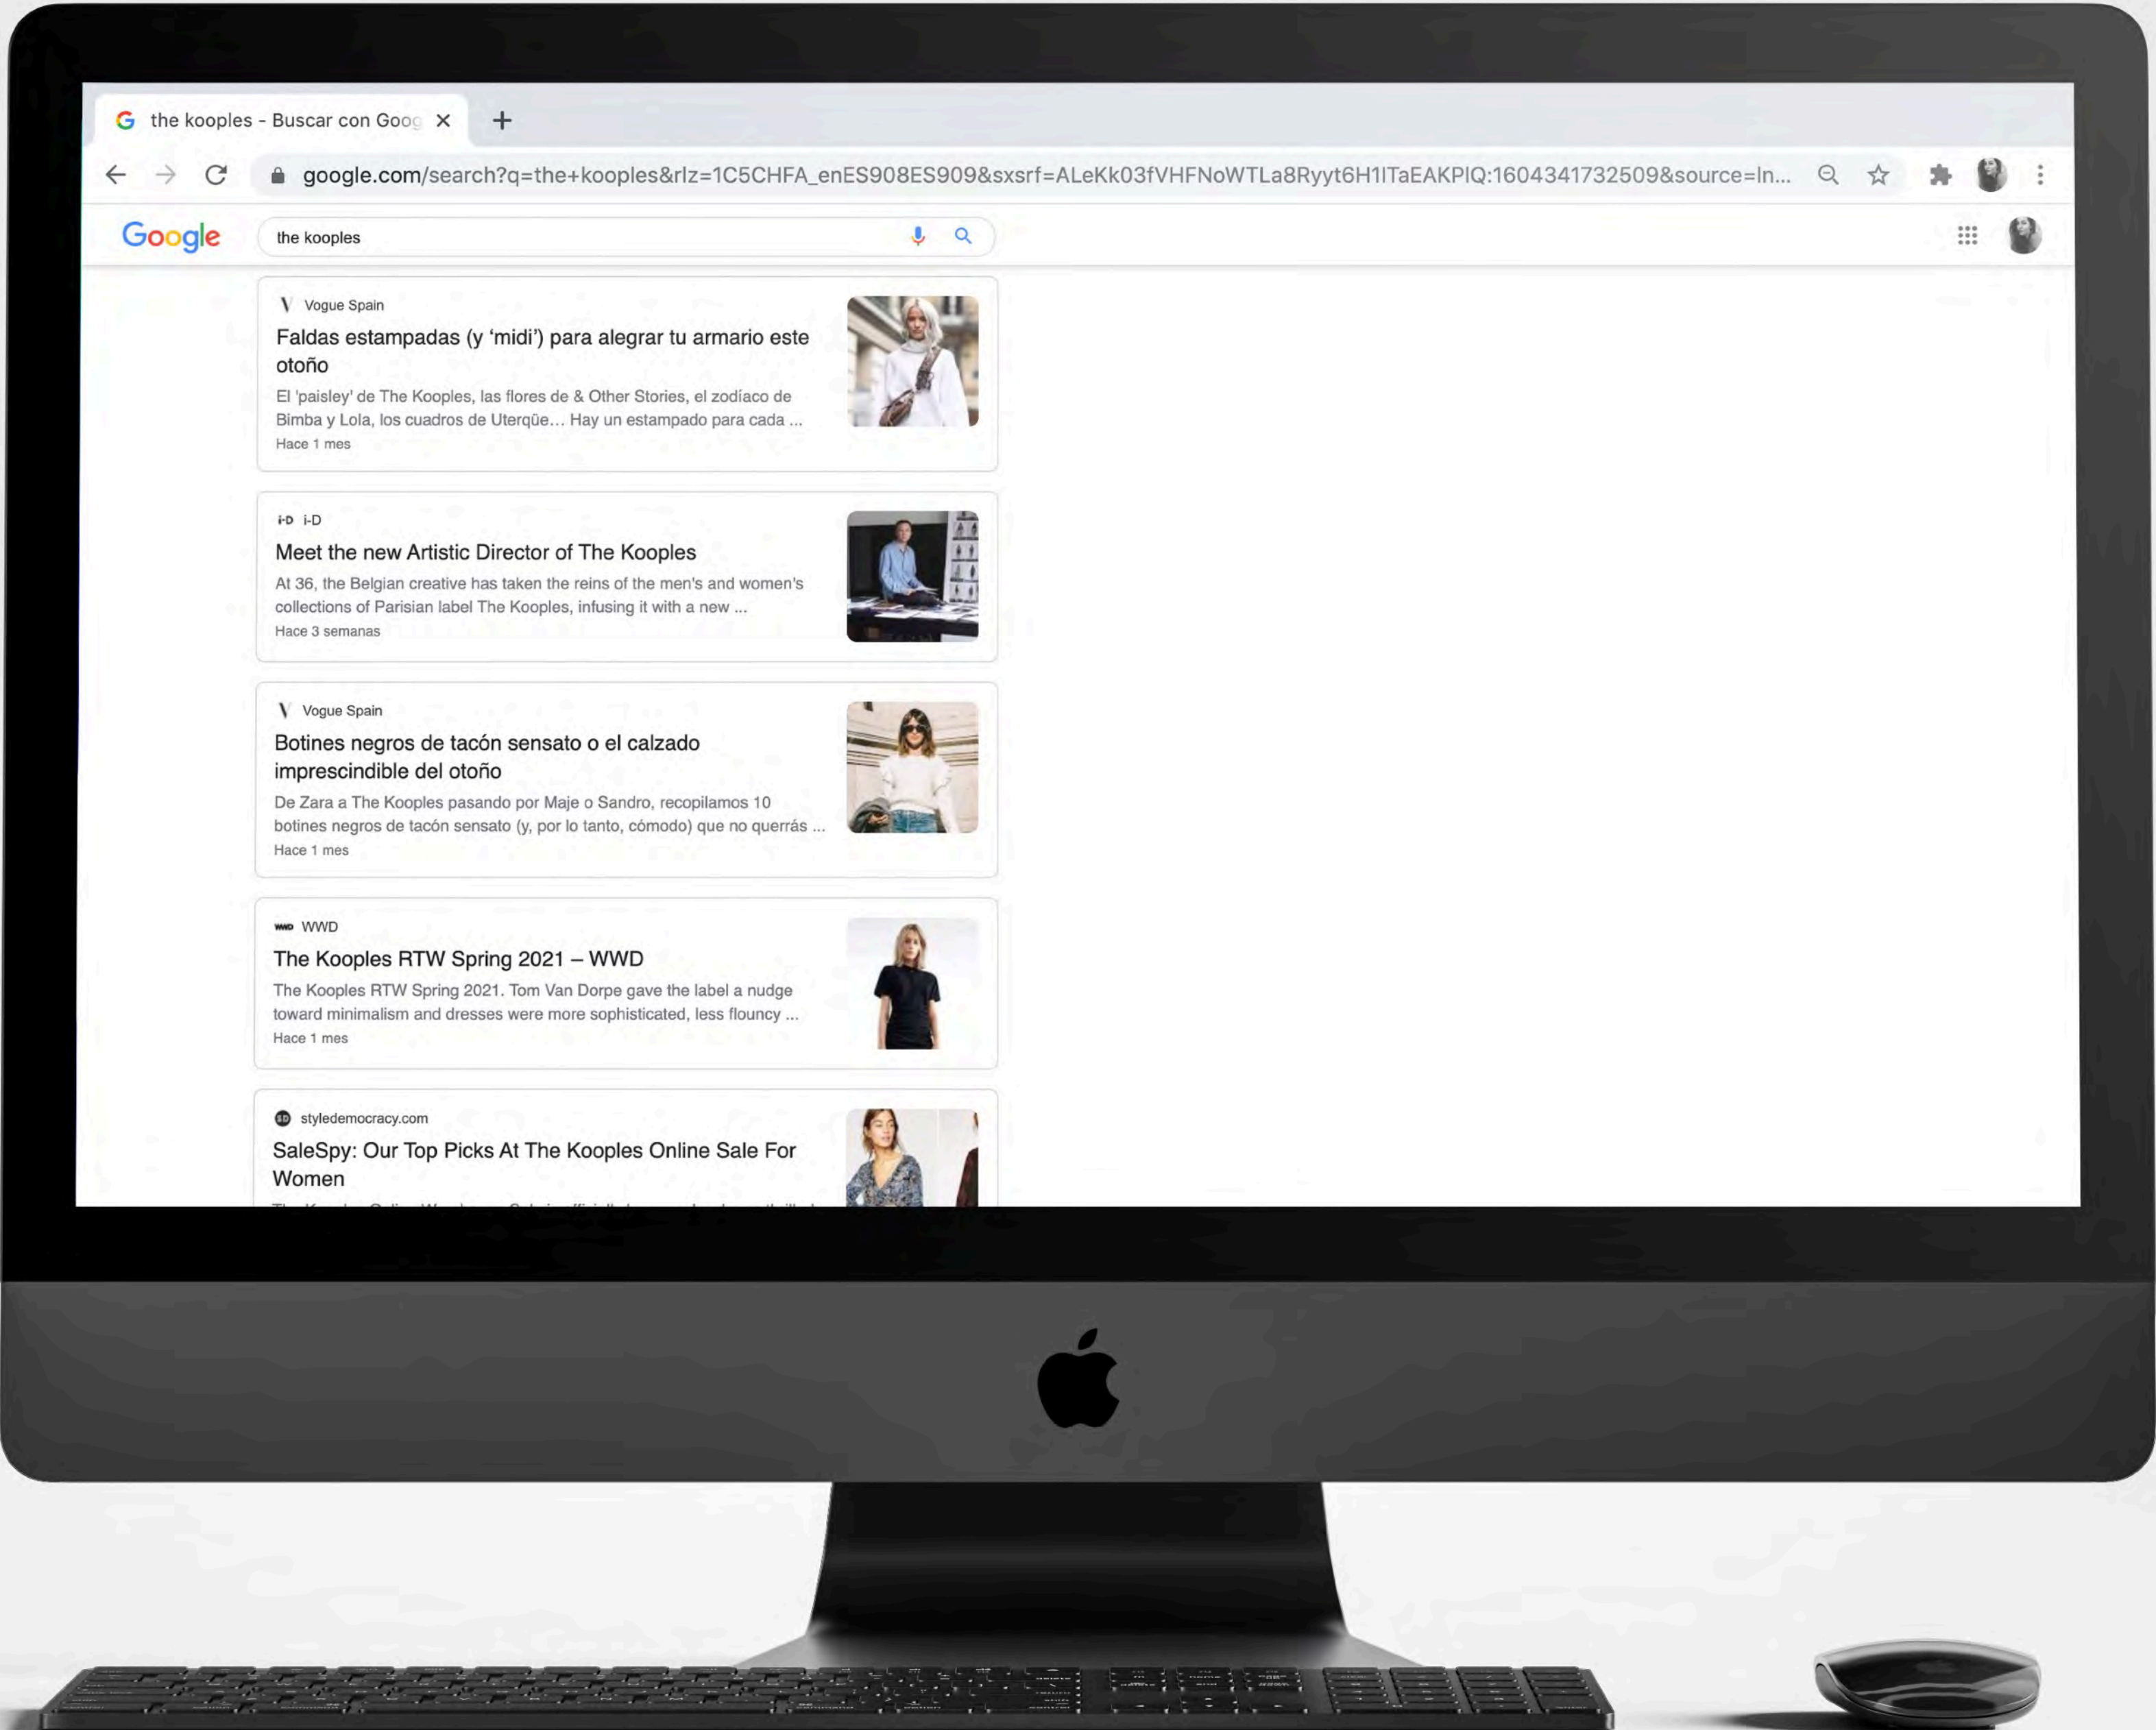 the kooples - Buscar con Goog
google.com/search?q=the+kooples&rlz=1C5CHFA_enES908ES909&sxsrf=ALeKk03fVHFNoWTLa8Ryyt6H1ITaEAKPIQ:1604341732509&source=ln...
Google
the kooples
Vogue Spain
Faldas estampadas (y ‘midi’) para alegrar tu armario este
otoño
El 'paisley' de The Kooples, las flores de & Other Stories, el zodíaco de
Bimba y Lola, los cuadros de Uterqüe... Hay un estampado para cada ...
Hace 1 mes
i-D i-D
Meet the new Artistic Director of The Kooples
At 36, the Belgian creative has taken the reins of the men's and women's
collections of Parisian label The Kooples, infusing it with a new ...
Hace 3 semanas
Vogue Spain
Botines negros de tacón sensato o el calzado
imprescindible del otoño
De Zara a The Kooples pasando por Maje o Sandro, recopilamos 10
botines negros de tacón sensato (y, por lo tanto, cómodo) que no querrás ...
Hace 1 mes
WWD WWD
The Kooples RTW Spring 2021 – WWD
The Kooples RTW Spring 2021. Tom Van Dorpe gave the label a nudge
toward minimalism and dresses were more sophisticated, less flouncy ...
Hace 1 mes
SD styledemocracy.com
SaleSpy: Our Top Picks At The Kooples Online Sale For
Women